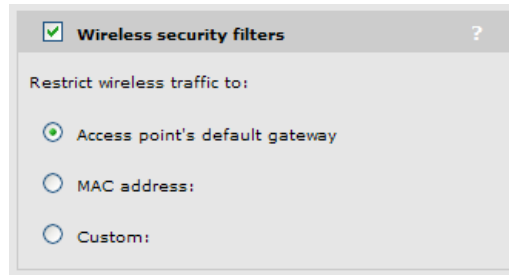 Wireless security filters ?
Restrict wireless traffic to:
Access point's default gateway
MAC address:
Custom: